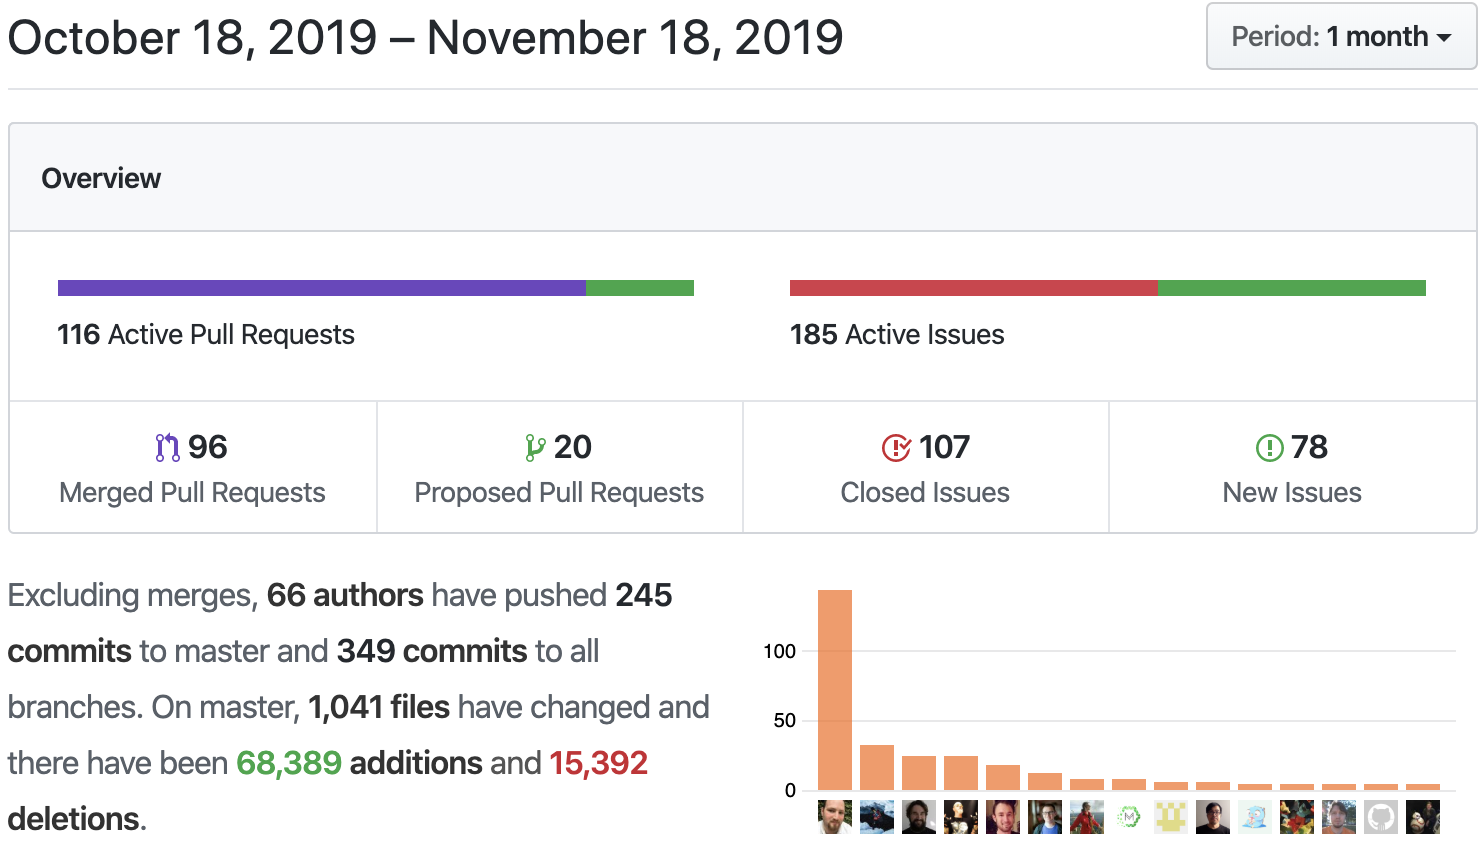 October 18, 2019 – November 18, 2019
Period: 1 month
Overview
116 Active Pull Requests
185 Active Issues
96
Merged Pull Requests
20
Proposed Pull Requests
107
Closed Issues
78
New Issues
Excluding merges, 66 authors have pushed 245
commits to master and 349 commits to all
branches. On master, 1,041 files have changed and
there have been 68,389 additions and 15,392
deletions.
100
50
0
M